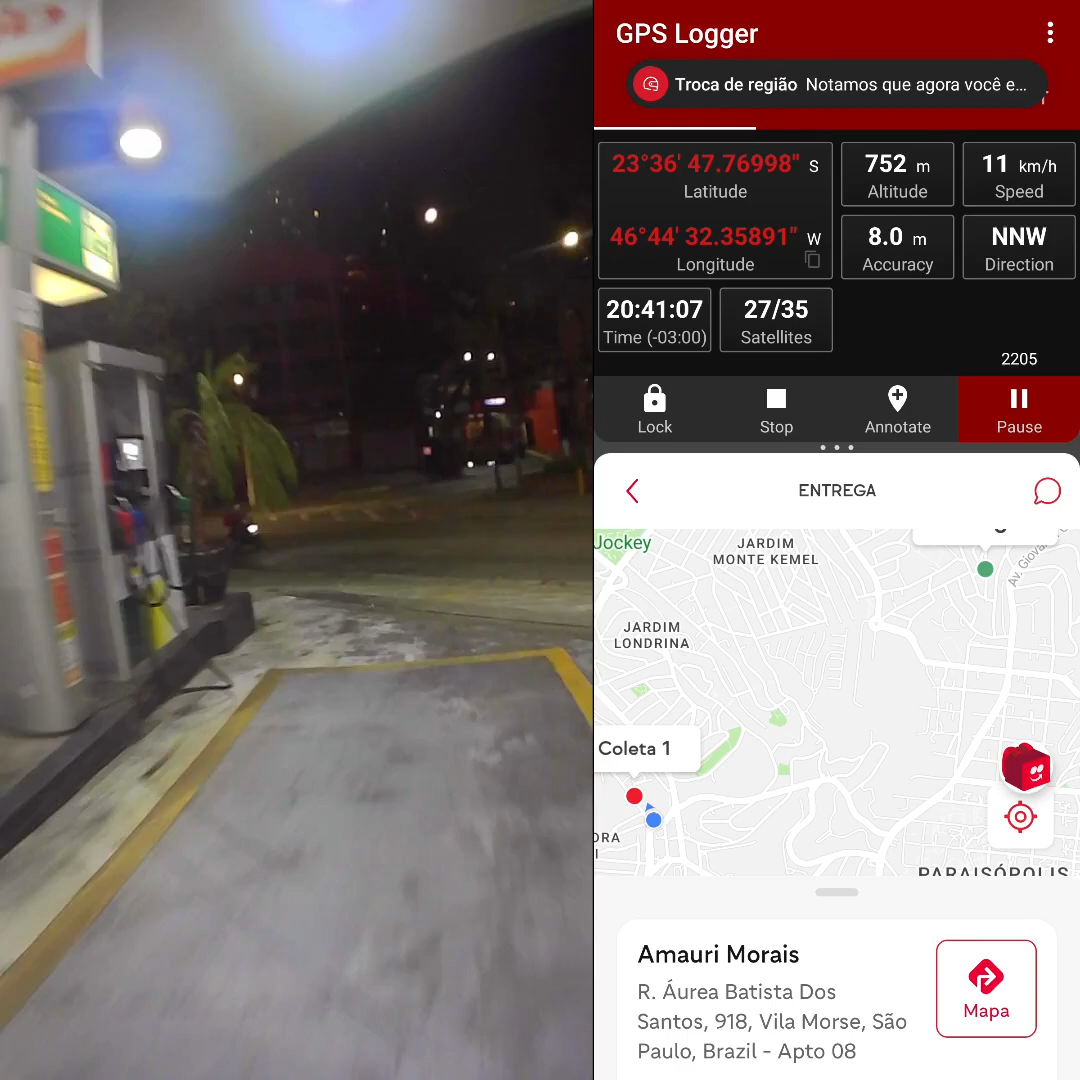 GPS Logger
Troca de região Notamos que agora você e...
23°36' 47.76998" S
Latitude
752 m
Altitude
11 km/h
Speed
46°44' 32.35891" W
Longitude
8.0 m
Accuracy
NNW
Direction
20:41:07
Time (-03:00)
27/35
Satellites
2205
Lock
Stop
Annotate
Pause
ENTREGA
Jockey
JARDIM
MONTE KEMEL
JARDIM
LONDRINA
Coleta 1
PARAISÓPOLIS
Amauri Morais
R. Áurea Batista Dos
Santos, 918, Vila Morse, São
Paulo, Brazil - Apto 08
Mapa